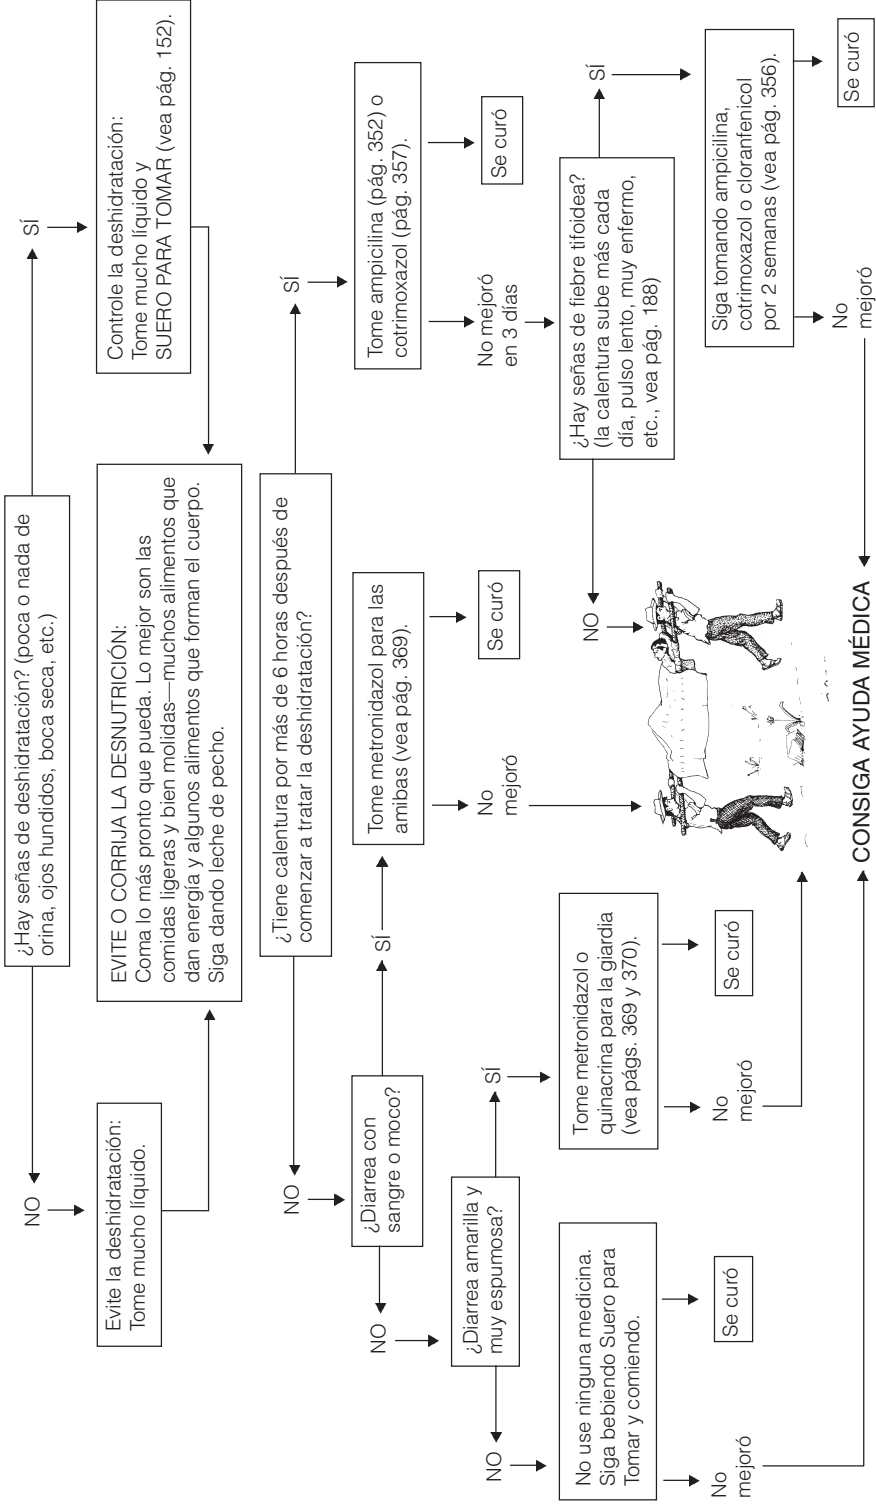 ¿Hay señas de deshidratación? (poca o nada de
orina, ojos hundidos, boca seca, etc.)
NO
SÍ
Evite la deshidratación:
Tome mucho líquido.
Controle la deshidratación:
Tome mucho líquido y
SUERO PARA TOMAR (vea pág. 152).
EVITE O CORRIJA LA DESNUTRICIÓN:
Coma lo más pronto que pueda. Lo mejor son las
comidas ligeras y bien molidas—muchos alimentos que
dan energía y algunos alimentos que forman el cuerpo.
Siga dando leche de pecho.
¿Tiene calentura por más de 6 horas después de
comenzar a tratar la deshidratación?
NO
SÍ
¿Diarrea con
sangre o moco?
SÍ
Tome metronidazol para las
amibas (vea pág. 369).
Tome ampicilina (pág. 352) o
cotrimoxazol (pág. 357).
NO
No
mejoró
Se curó
No mejoró
en 3 días
Se curó
¿Diarrea amarilla y
muy espumosa?
NO
SÍ
¿Hay señas de fiebre tifoidea?
(la calentura sube más cada
día, pulso lento, muy enfermo,
etc., vea pág. 188)
NO
SÍ
No use ninguna medicina.
Siga bebiendo Suero para
Tomar y comiendo.
Tome metronidazol o
quinacrina para la giardia
(vea págs. 369 y 370).
Siga tomando ampicilina,
cotrimoxazol o cloranfenicol
por 2 semanas (vea pág. 356).
No
mejoró
Se curó
No
mejoró
Se curó
No
mejoró
Se curó
CONSIGA AYUDA MÉDICA